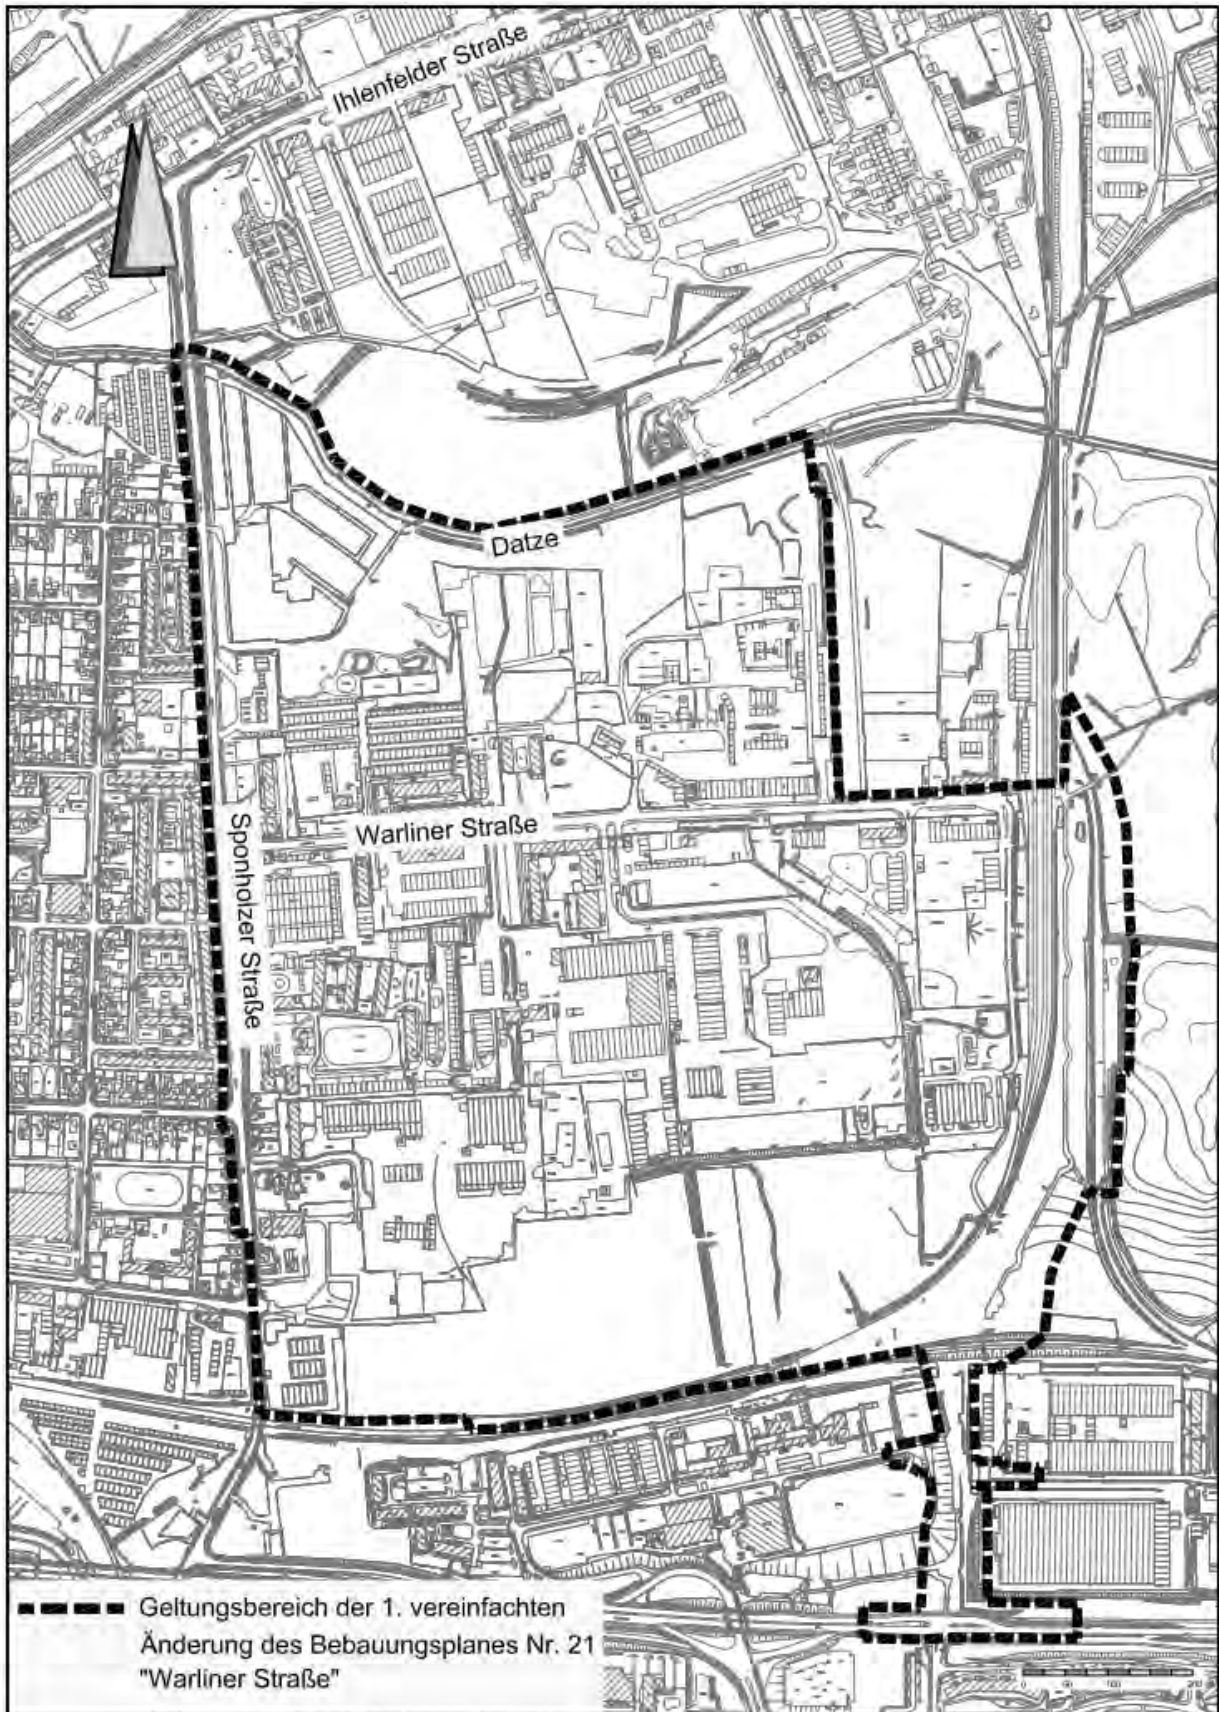 Ihlenfelder Straße
Datze
Warliner Straße
Sponholzer Straße
Geltungsbereich der 1. vereinfachten
Änderung des Bebauungsplanes Nr. 21
"Warliner Straße"